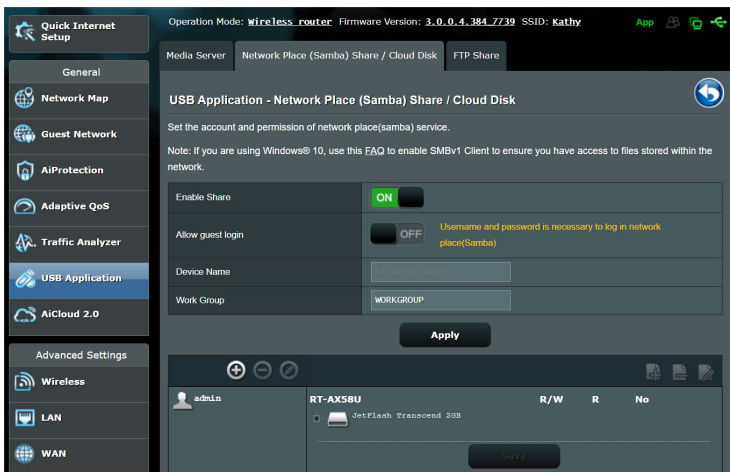 Quick Internet
Setup
Operation Mode: Wireless router Firmware Version: 3.0.0.4.384_7739 SSID: Kathy
App
Media Server
Network Place (Samba) Share / Cloud Disk
FTP Share
General
Network Map
Guest Network
AiProtection
Adaptive QoS
Traffic Analyzer
USB Application
AiCloud 2.0
Advanced Settings
Wireless
LAN
WAN
USB Application - Network Place (Samba) Share / Cloud Disk
Set the account and permission of network place(samba) service.
Note: If you are using Windows® 10, use this FAQ to enable SMBv1 Client to ensure you have access to files stored within the
network.
Enable Share
ON
Allow guest login
OFF
Username and password is necessary to log in network
place(Samba)
Device Name
Work Group
WORKGROUP
Apply
admin
RT-AX58U
R/W
R
No
JetFlash Transcend 2GB
Save